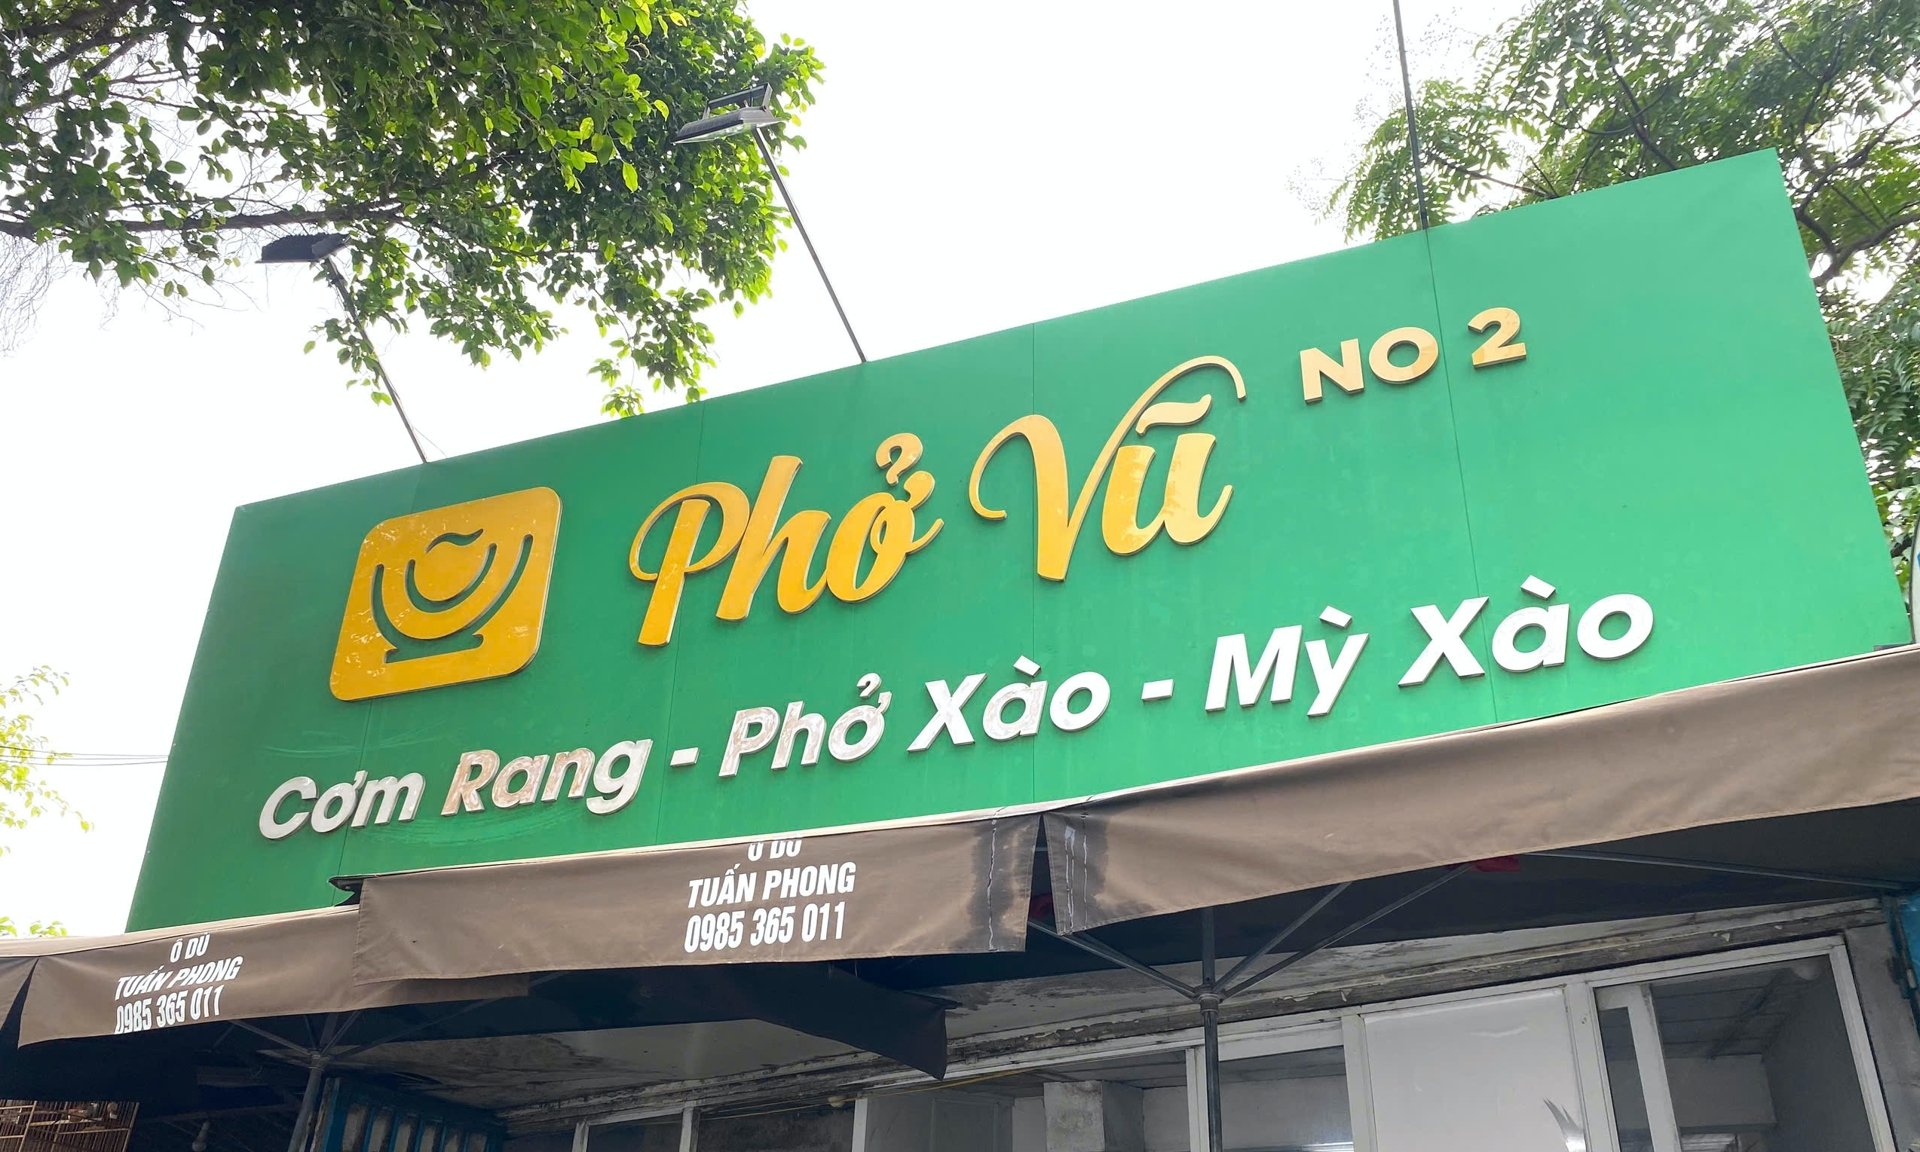 Phở Vũ NO 2
Cơm Rang - Phở Xào - Mỳ Xào
Ô DÙ
TUẤN PHONG
0985 365 011
Ô DÙ
TUẤN PHONG
0985 365 011